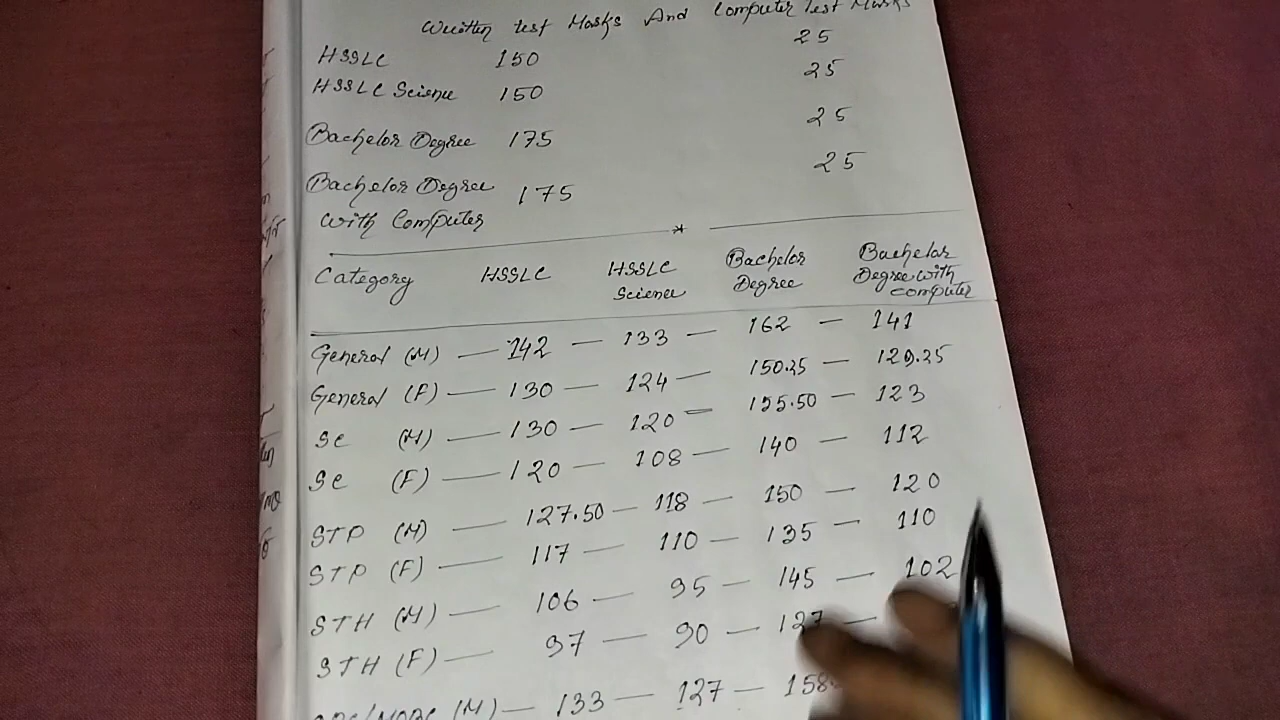 Written test Marks And Computer Test Marks
HSSLC 150 25
HSSLC Science 150 25
Bachelor Degree 175 25
Bachelor Degree 175 25
With Computer
Category HSSLC HSSLC Science Bachelor Degree Bachelor Degree with computer
General (M) — 142 — 133 — 162 — 141
General (F) — 130 — 124 — 150.25 — 129.25
SC (M) — 130 — 120 — 155.50 — 123
SC (F) — 120 — 108 — 140 — 112
STP (M) — 127.50 — 118 — 150 — 120
STP (F) — 117 — 110 — 135 — 110
STH (M) — 106 — 95 — 145 — 102
STH (F) — 97 — 90 — 127 —
(M) — 133 — 127 — 158